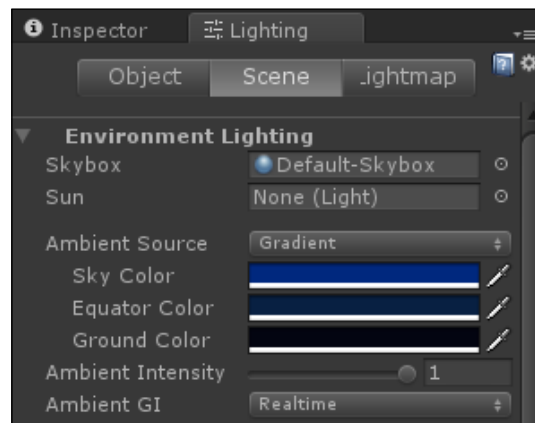 Inspector Lighting
Object Scene .ightmap
Environment Lighting
Skybox Default-Skybox
Sun None (Light)
Ambient Source Gradient
Sky Color
Equator Color
Ground Color
Ambient Intensity 1
Ambient GI Realtime